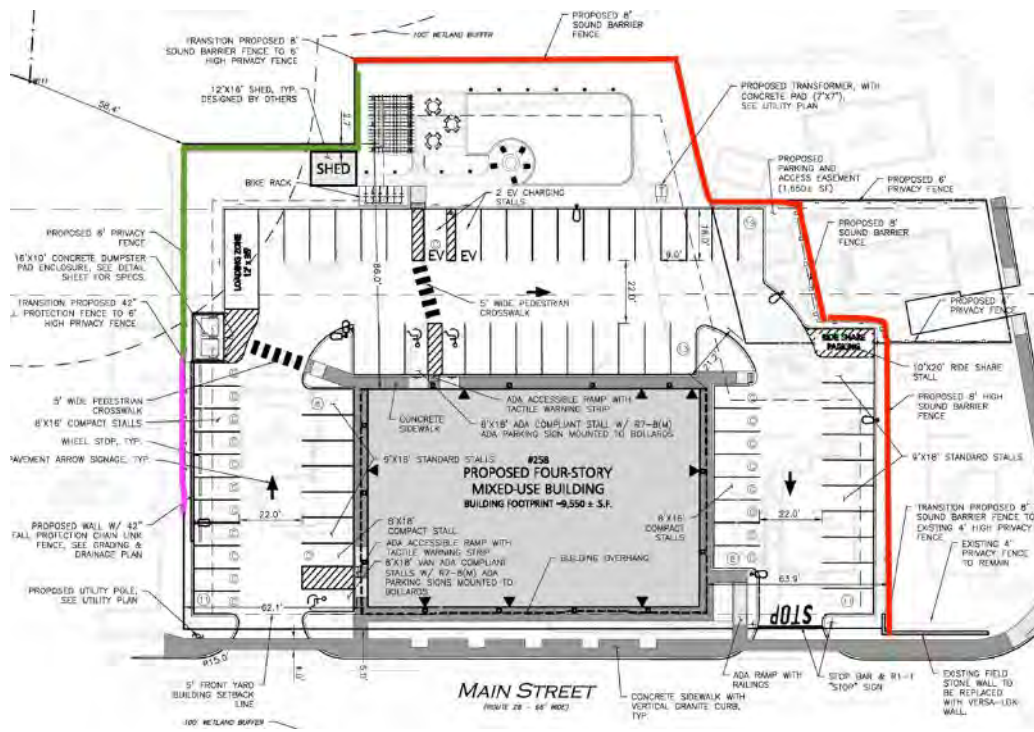 PROPOSED 8'
SOUND BARRIER
FENCE
100' WETLAND BUFFER
TRANSITION PROPOSED 8'
SOUND BARRIER FENCE TO 6'
HIGH PRIVACY FENCE
12'X16' SHED, TYP.
DESIGNED BY OTHERS
58.4'
SHED
BIKE RACK
2 EV CHARGING
STALLS
PROPOSED TRANSFORMER, WITH
CONCRETE PAD (7'X7'),
SEE UTILITY PLAN
PROPOSED
PARKING AND
ACCESS EASEMENT
(1,650± SF)
PROPOSED 6'
PRIVACY FENCE
PROPOSED 8'
SOUND BARRIER
FENCE
PROPOSED 6' PRIVACY
FENCE
16'X10' CONCRETE DUMPSTER
PAD ENCLOSURE, SEE DETAIL
SHEET FOR SPECS.
TRANSITION PROPOSED 42"
LL PROTECTION FENCE TO 6'
HIGH PRIVACY FENCE
LOADING ZONE
EV
EV
9.0'
18.0'
22.0'
66.0'
5' WIDE PEDESTRIAN
CROSSWALK
PROPOSED 4'
PRIVACY FENCE
RIDE SHARE
PARKING
10'X20' RIDE SHARE
STALL
5' WIDE PEDESTRIAN
CROSSWALK
8'X16' COMPACT STALLS
WHEEL STOP, TYP.
PAVEMENT ARROW SIGNAGE, TYP.
CONCRETE
SIDEWALK
ADA ACCESSIBLE RAMP WITH
TACTILE WARNING STRIP
8'X18' ADA COMPLIANT STALL W/ R7-8(M)
ADA PARKING SIGN MOUNTED TO BOLLARDS
PROPOSED 8' HIGH
SOUND BARRIER
FENCE
9'X18' STANDARD STALLS
9'X18' STANDARD STALLS
#258
PROPOSED FOUR-STORY
MIXED-USE BUILDING
BUILDING FOOTPRINT =9,550 ± S.F.
22.0'
22.0'
8'X16'
COMPACT
STALLS
8'X18'
COMPACT STALL
ADA ACCESSIBLE RAMP WITH
TACTILE WARNING STRIP
8'X18' VAN ADA COMPLIANT
STALLS W/ R7-8(M) ADA
PARKING SIGNS MOUNTED TO
BOLLARDS
BUILDING OVERHANG
TRANSITION PROPOSED 8'
SOUND BARRIER FENCE TO
EXISTING 4' HIGH PRIVACY
FENCE
EXISTING 4'
PRIVACY FENCE
TO REMAIN
PROPOSED WALL W/ 42"
FALL PROTECTION CHAIN LINK
FENCE, SEE GRADING &
DRAINAGE PLAN
PROPOSED UTILITY POLE,
SEE UTILITY PLAN
11
62.1'
63.9'
STOP
R15.0'
5' FRONT YARD
BUILDING SETBACK
LINE
100' WETLAND BUFFER
MAIN STREET
(ROUTE 28 - 66' WIDE)
CONCRETE SIDEWALK WITH
VERTICAL GRANITE CURB,
TYP.
ADA RAMP WITH
RAILINGS
STOP BAR & R1-1
"STOP" SIGN
EXISTING FIELD
STONE WALL TO
BE REPLACED
WITH VERSA-LOK
WALL.